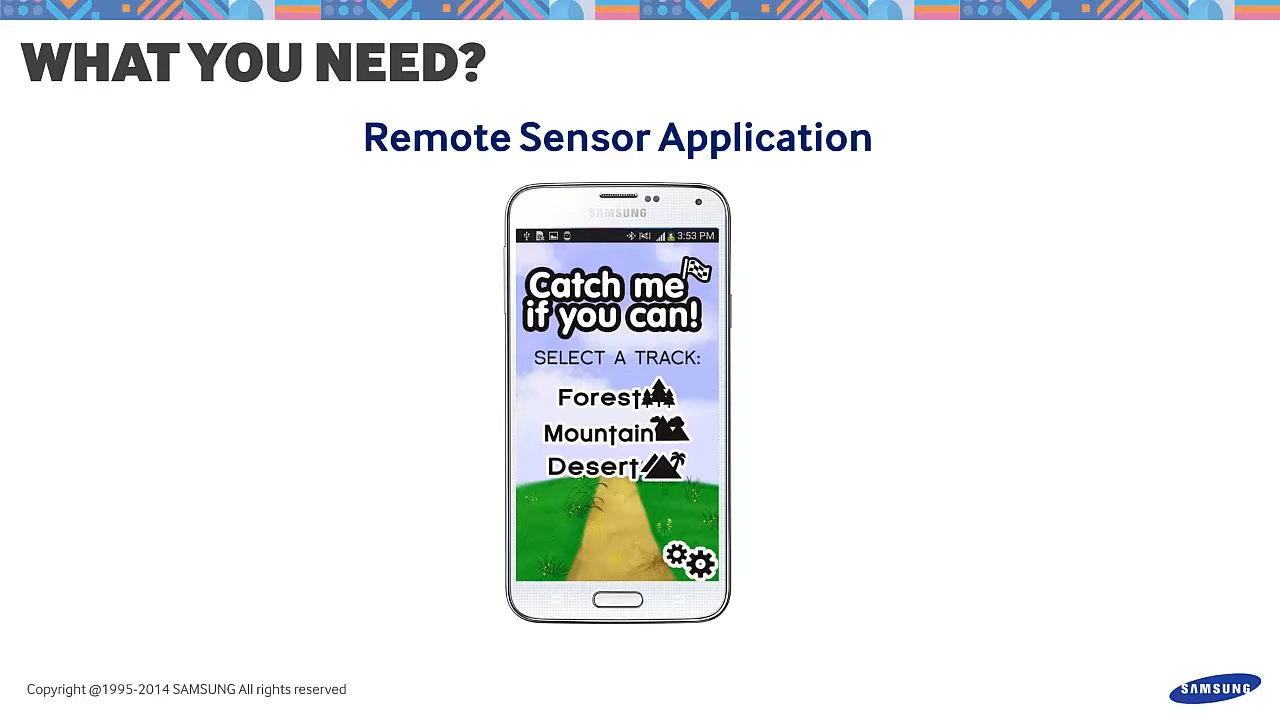 WHAT YOU NEED?
Remote Sensor Application
SAMSUNG
3:53 PM
Catch me
if you can!
SELECT A TRACK:
Forest
Mountain
Desert
Copyright @1995-2014 SAMSUNG All rights reserved
SAMSUNG